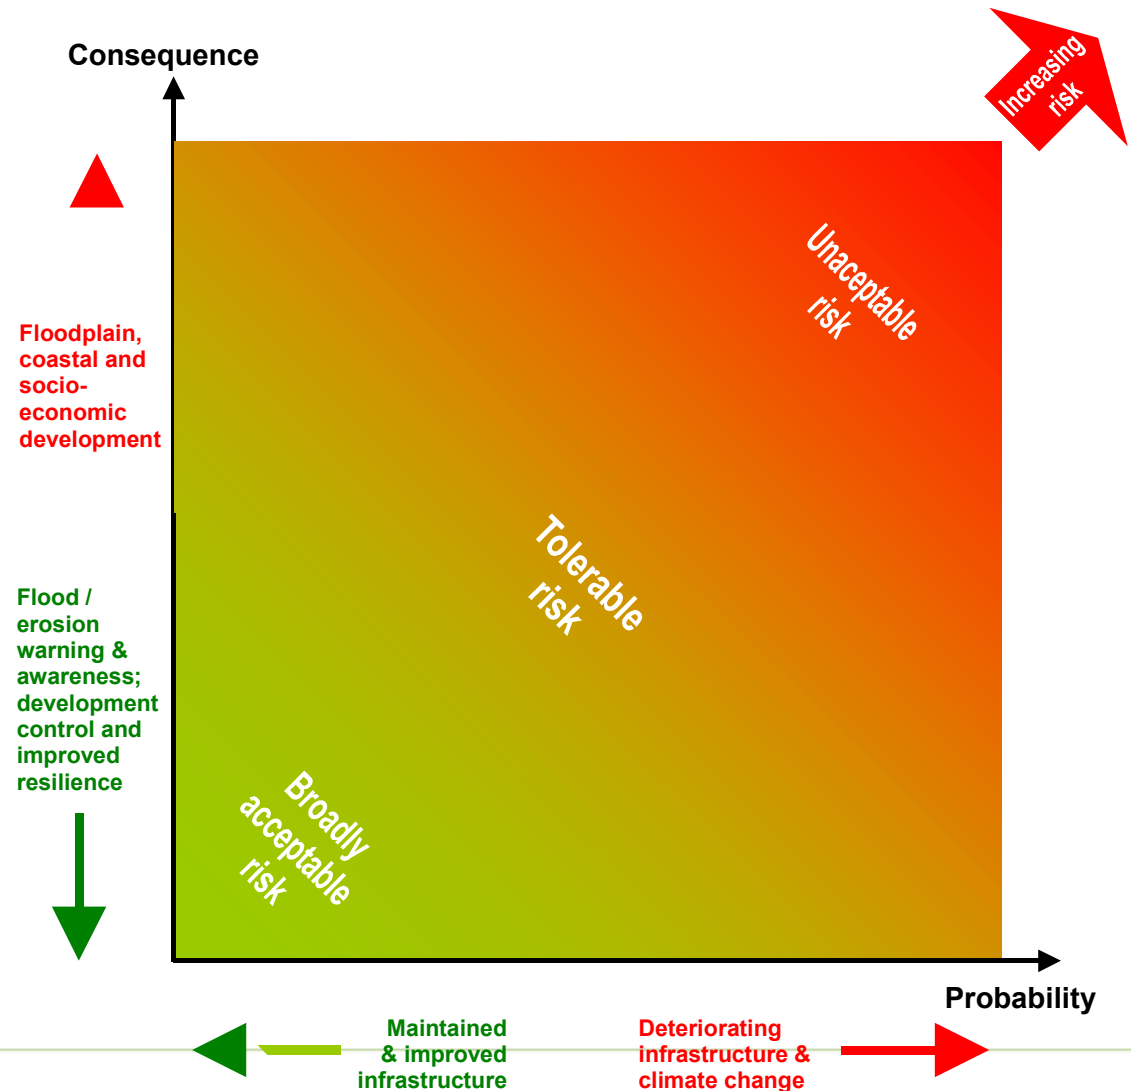 Consequence
Increasing
risk
Unaceptable
risk
Floodplain,
coastal and
socio-
economic
development
Tolerable
risk
Flood /
erosion
warning &
awareness;
development
control and
improved
resilience
Broadly
acceptable
risk
Probability
Maintained
& improved
infrastructure
Deteriorating
infrastructure &
climate change